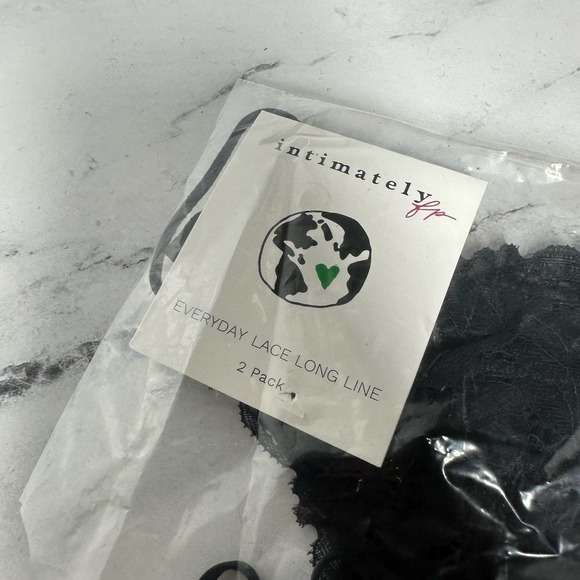 intimately
fp
EVERYDAY LACE LONG LINE
2 Pack